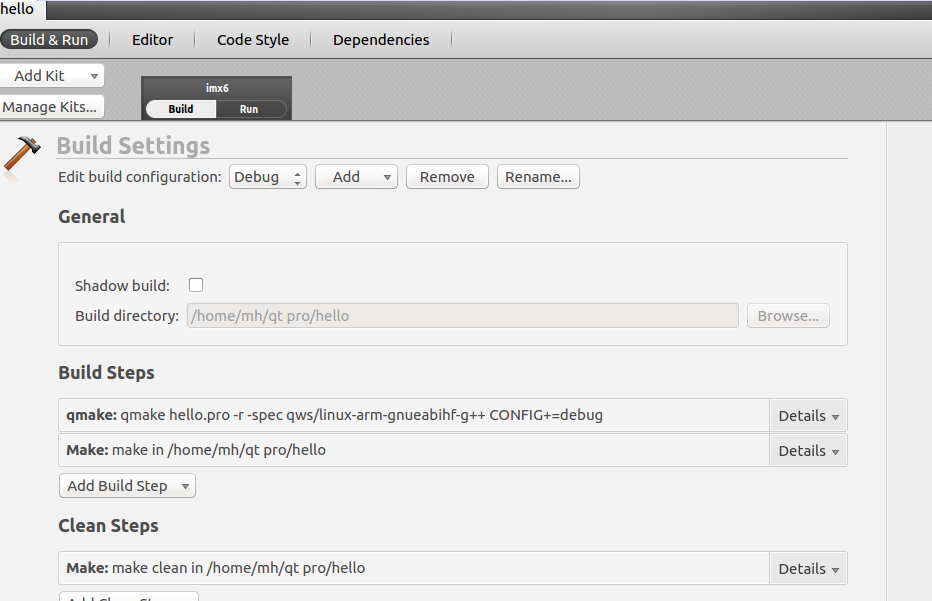 hello
Build & Run Editor Code Style Dependencies
Add Kit
Manage Kits...
imx6
Build Run
Build Settings
Edit build configuration: Debug Add Remove Rename...
General
Shadow build:
Build directory: /home/mh/qt pro/hello Browse...
Build Steps
qmake: qmake hello.pro -r -spec qws/linux-arm-gnueabihf-g++ CONFIG+=debug Details
Make: make in /home/mh/qt pro/hello Details
Add Build Step
Clean Steps
Make: make clean in /home/mh/qt pro/hello Details
Add Clean